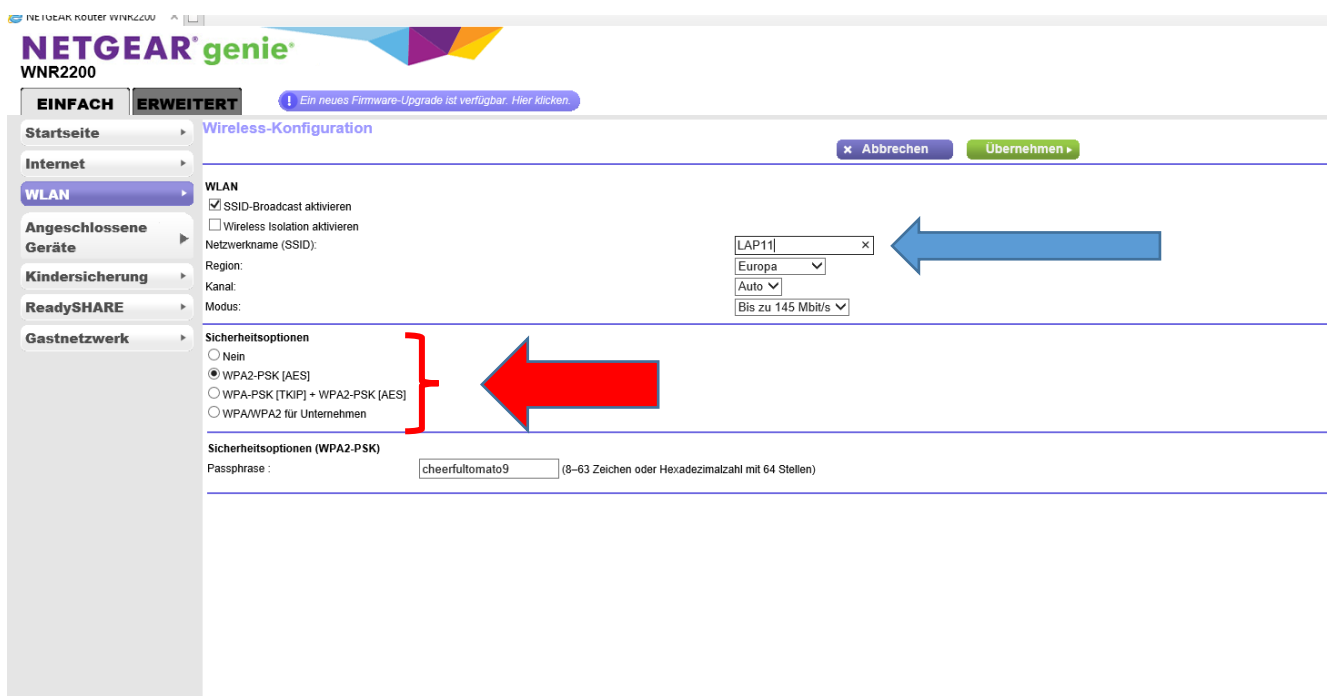 NETGEAR Router WNR2200
NETGEAR® genie®
WNR2200
EINFACH ERWEITERT
! Ein neues Firmware-Upgrade ist verfügbar. Hier klicken.
Startseite
Internet
WLAN
Angeschlossene
Geräte
Kindersicherung
ReadySHARE
Gastnetzwerk
Wireless-Konfiguration
x Abbrechen Übernehmen
WLAN
SSID-Broadcast aktivieren
Wireless Isolation aktivieren
Netzwerkname (SSID): LAP11 ×
Region: Europa
Kanal: Auto
Modus: Bis zu 145 Mbit/s
Sicherheitsoptionen
Nein
WPA2-PSK [AES]
WPA-PSK [TKIP] + WPA2-PSK [AES]
WPA/WPA2 für Unternehmen
Sicherheitsoptionen (WPA2-PSK)
Passphrase : cheerfultomato9 (8–63 Zeichen oder Hexadezimalzahl mit 64 Stellen)